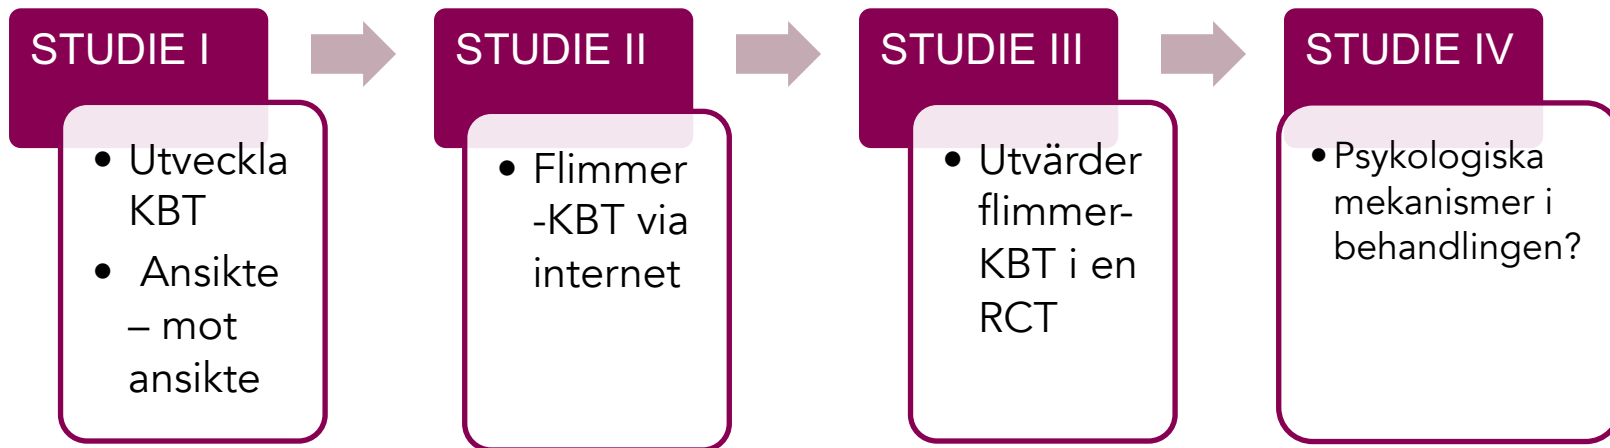 STUDIE I
• Utveckla
KBT
• Ansikte
– mot
ansikte
STUDIE II
• Flimmer
-KBT via
internet
STUDIE III
• Utvärder
flimmer-
KBT i en
RCT
STUDIE IV
• Psykologiska
mekanismer i
behandlingen?